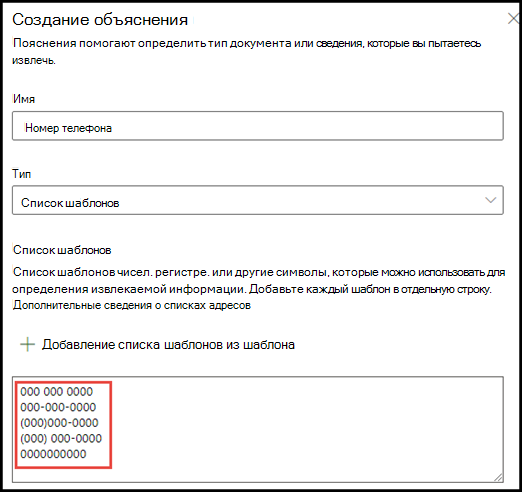 Создание объяснения
Пояснения помогают определить тип документа или сведения, которые вы пытаетесь
извлечь.
Имя
Номер телефона
Тип
Список шаблонов
Список шаблонов
Список шаблонов чисел. регистре. или другие символы, которые можно использовать для
определения извлекаемой информации. Добавьте каждый шаблон в отдельную строку.
Дополнительные сведения о списках адресов
Добавление списка шаблонов из шаблона
000 000 0000
000-000-0000
(000)000-0000
(000) 000-0000
0000000000